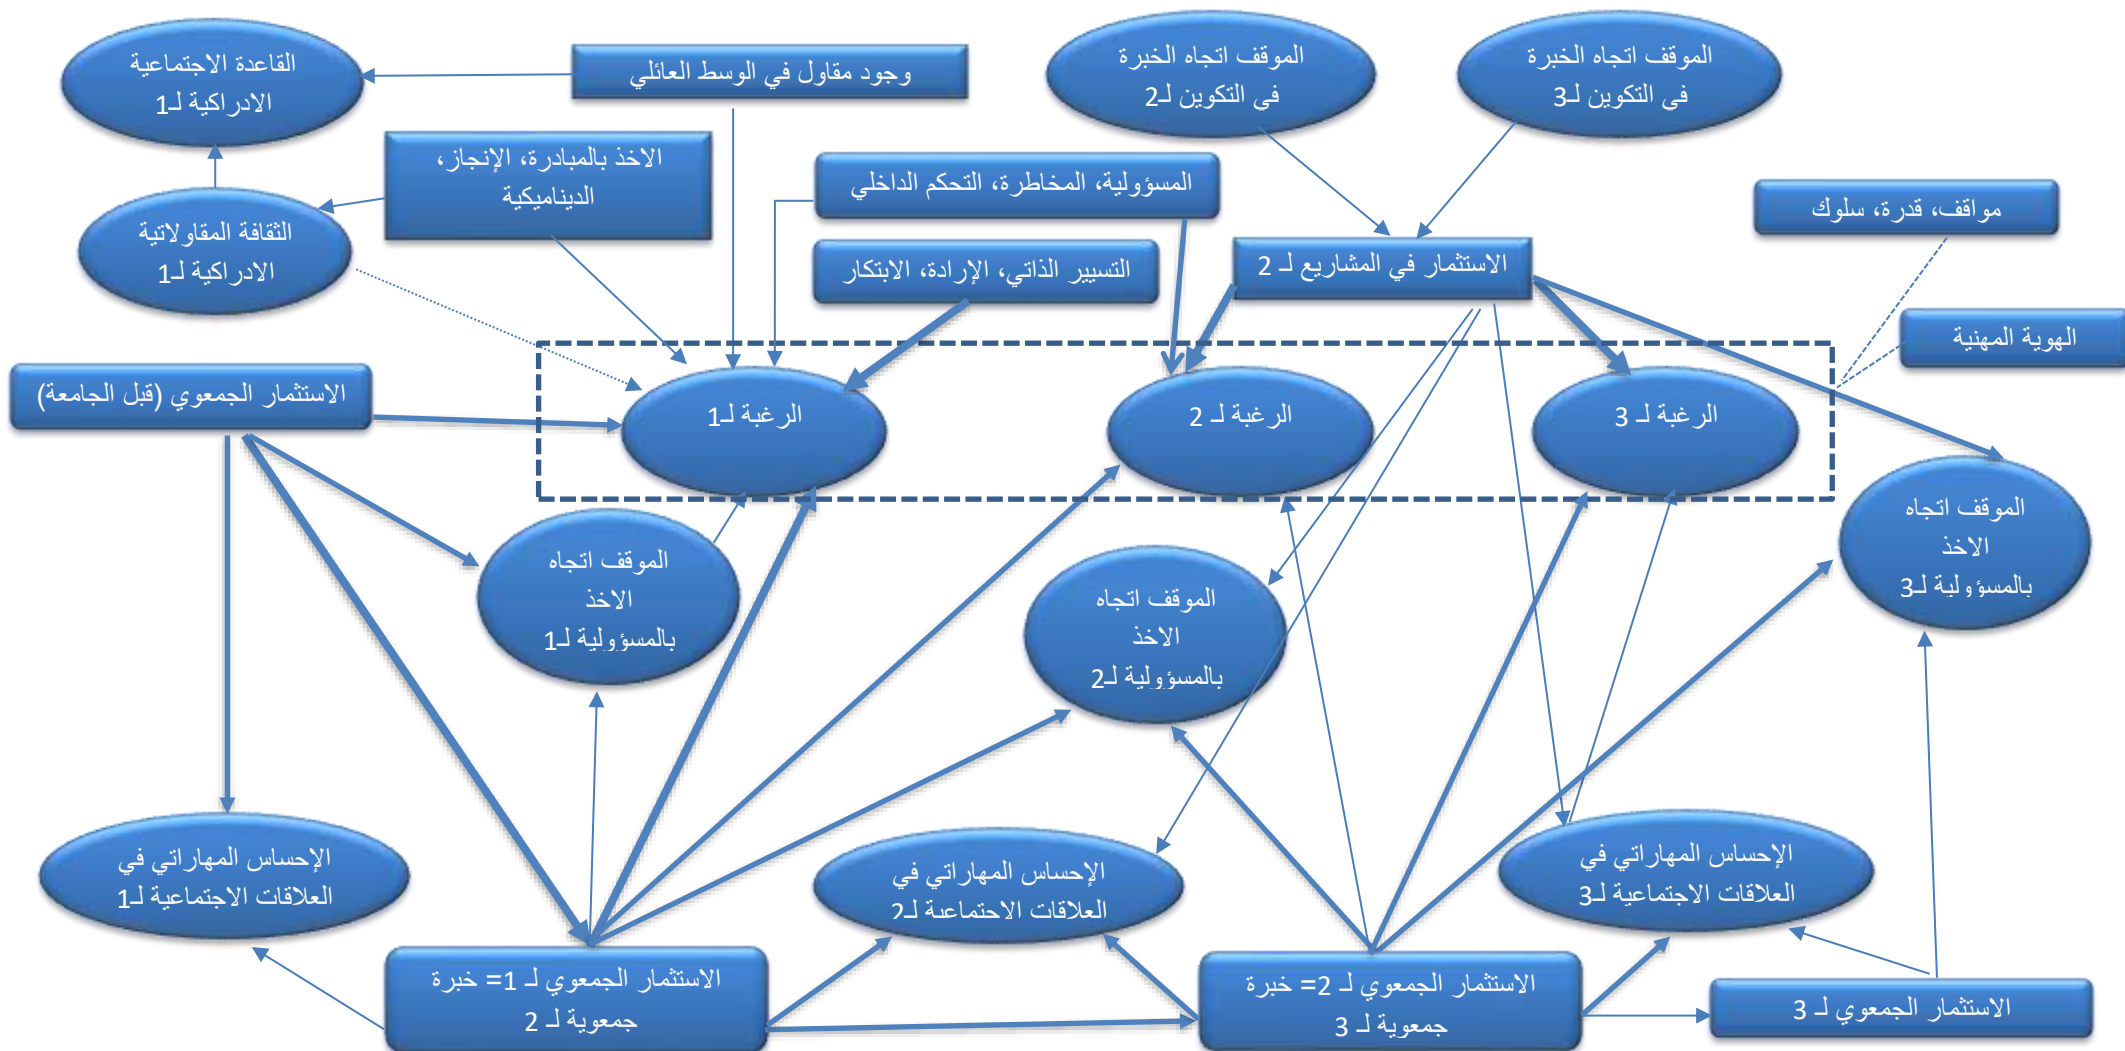 القاعدة الاجتماعية
الادراكية لـ1
وجود مقاول في الوسط العائلي
الموقف اتجاه الخبرة
في التكوين لـ2
الموقف اتجاه الخبرة
في التكوين لـ3
الاخذ بالمبادرة، الإنجاز،
الديناميكية
المسؤولية، المخاطرة، التحكم الداخلي
مواقف، قدرة، سلوك
الثقافة المقاولاتية
الادراكية لـ1
التسيير الذاتي، الإرادة، الابتكار
الاستثمار في المشاريع لـ 2
الهوية المهنية
الاستثمار الجمعوي (قبل الجامعة)
الرغبة لـ1
الرغبة لـ 2
الرغبة لـ 3
الموقف اتجاه
الاخذ
بالمسؤولية لـ1
الموقف اتجاه
الاخذ
بالمسؤولية لـ2
الموقف اتجاه
الاخذ
بالمسؤولية لـ3
الإحساس المهاراتي في
العلاقات الاجتماعية لـ1
الإحساس المهاراتي في
العلاقات الاجتماعية لـ2
الإحساس المهاراتي في
العلاقات الاجتماعية لـ3
الاستثمار الجمعوي لـ 1= خبرة
جمعوية لـ 2
الاستثمار الجمعوي لـ 2= خبرة
جمعوية لـ 3
الاستثمار الجمعوي لـ 3